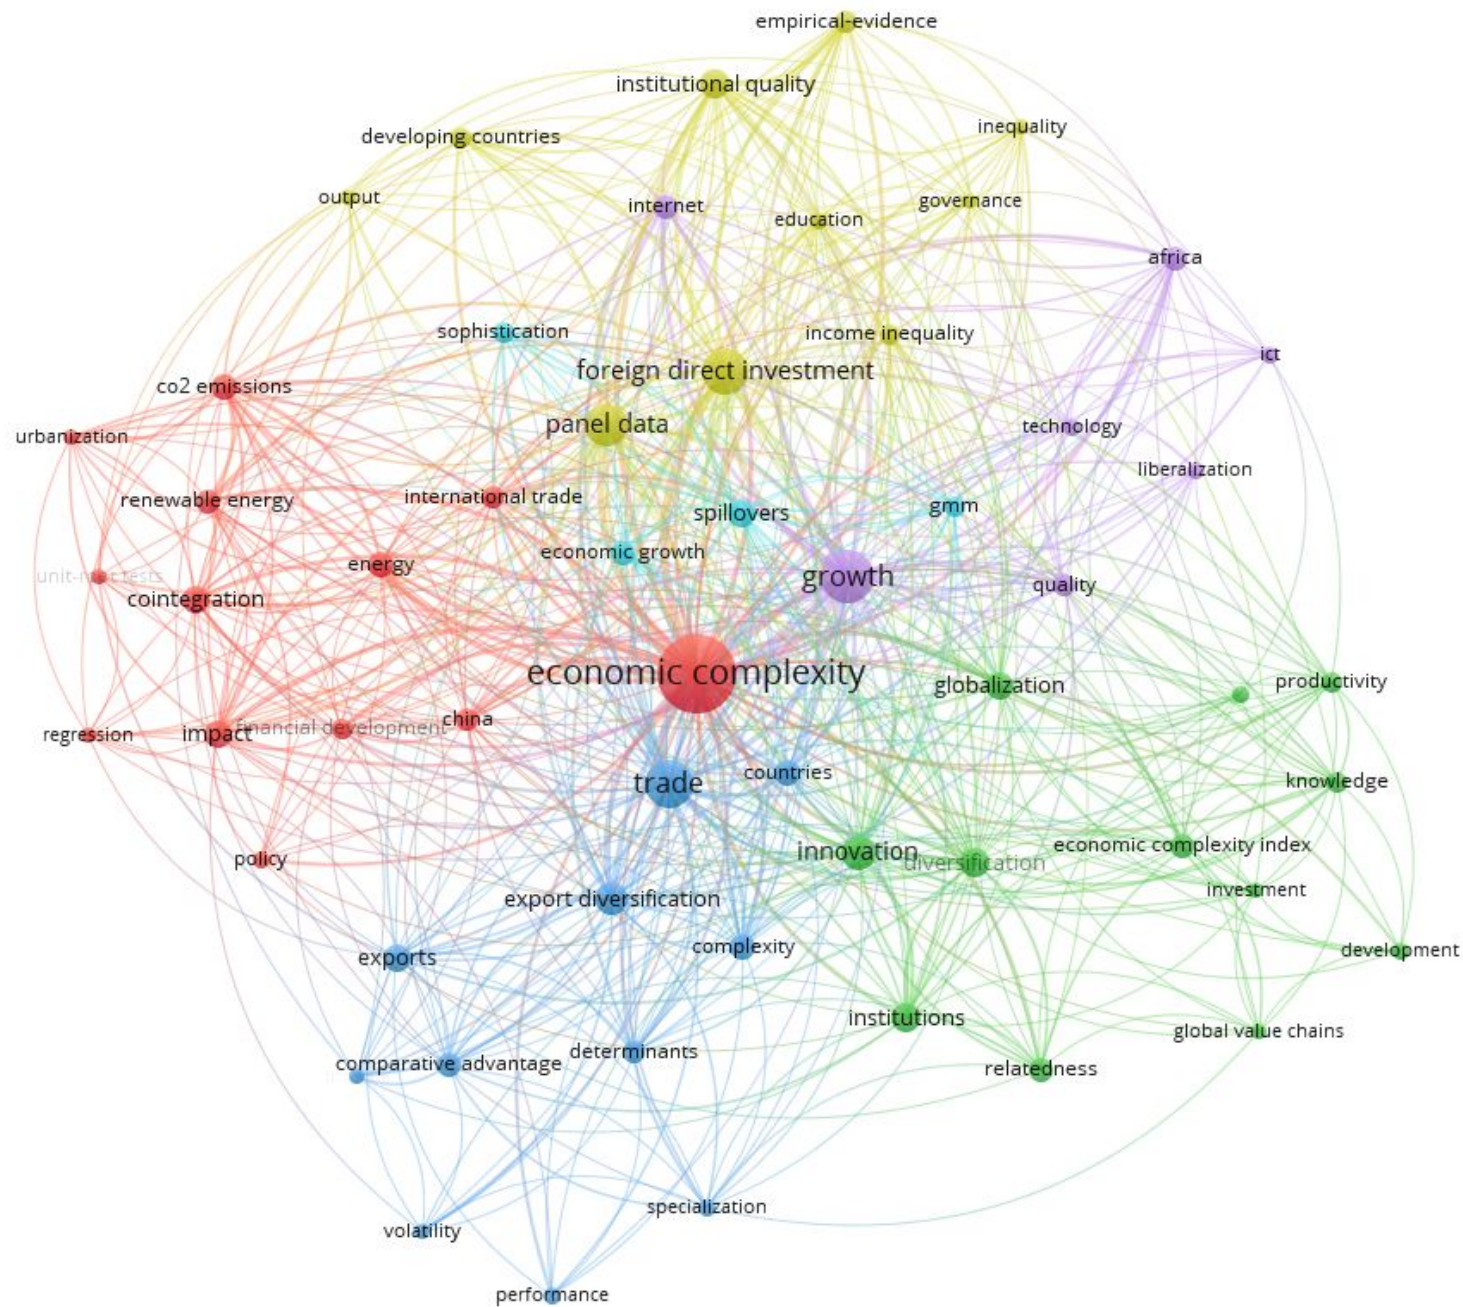 empirical-evidence
institutional quality
inequality
developing countries
output
internet
education
governance
africa
sophistication
income inequality
ict
foreign direct investment
co2 emissions
panel data
technology
urbanization
liberalization
renewable energy
international trade
spillovers
gmm
economic growth
energy
unit-root tests
growth
quality
cointegration
economic complexity
globalization
productivity
regression
impact
financial development
china
trade
countries
knowledge
economic complexity index
innovation
diversification
policy
investment
export diversification
complexity
development
exports
institutions
global value chains
determinants
comparative advantage
relatedness
specialization
volatility
performance